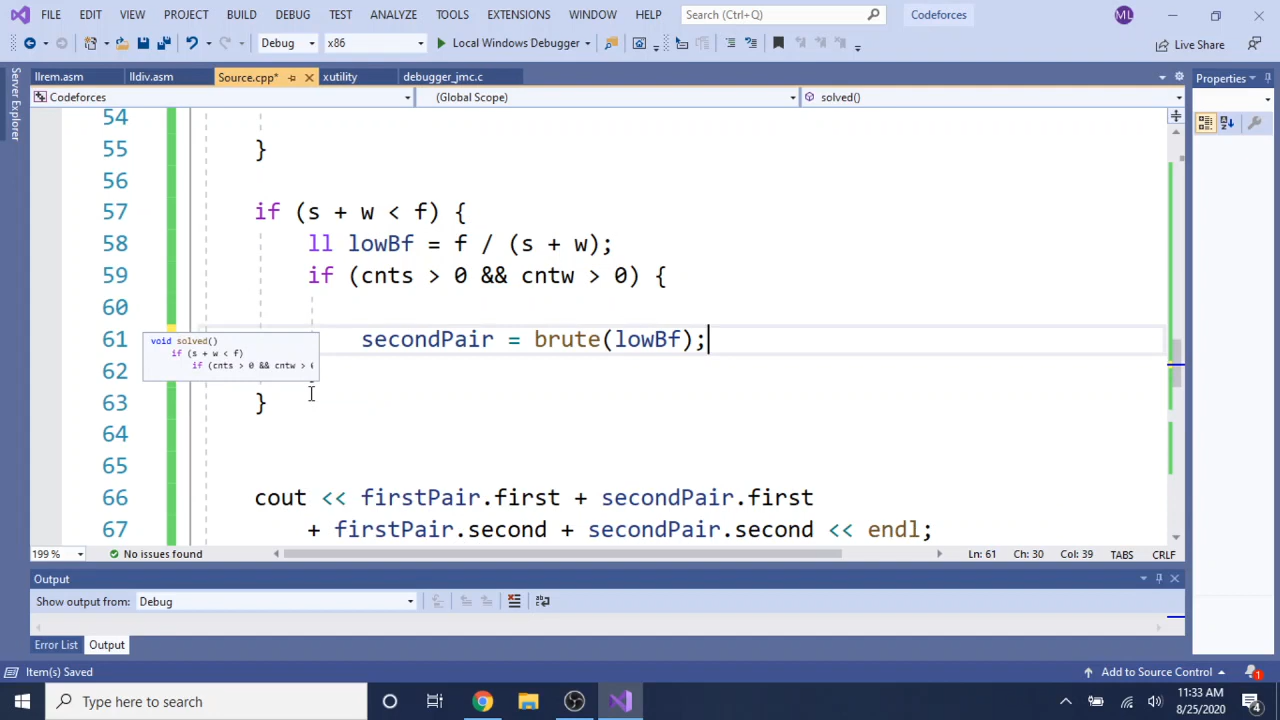 FILE EDIT VIEW PROJECT BUILD DEBUG TEST ANALYZE TOOLS EXTENSIONS WINDOW HELP Search (Ctrl+Q) Codeforces ML
Debug x86 Local Windows Debugger Live Share
llrem.asm lldiv.asm Source.cpp* xutility debugger_jmc.c Properties
Server Explorer
Codeforces (Global Scope) solved()
54
55 }
56
57 if (s + w < f) {
58 ll lowBf = f / (s + w);
59 if (cnts > 0 && cntw > 0) {
60
61 secondPair = brute(lowBf);
void solved()
if (s + w < f)
if (cnts > 0 && cntw >
62
63 }
64
65
66 cout << firstPair.first + secondPair.first
67 + firstPair.second + secondPair.second << endl;
199 % No issues found Ln: 61 Ch: 30 Col: 39 TABS CRLF
Output
Show output from: Debug
Error List Output
Item(s) Saved Add to Source Control 1
Type here to search 11:33 AM
8/25/2020 4